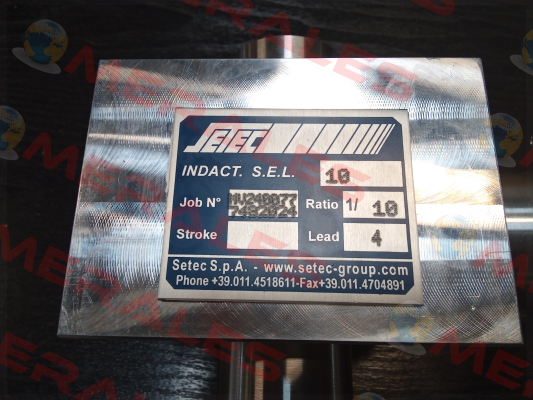 SETEC
INDACT. S.E.L. 10
Job N° Ratio 1/ 10
Stroke Lead 4
Setec S.p.A. - www.setec-group.com
Phone +39.011.4518611-Fax+39.011.4704891
MERALES